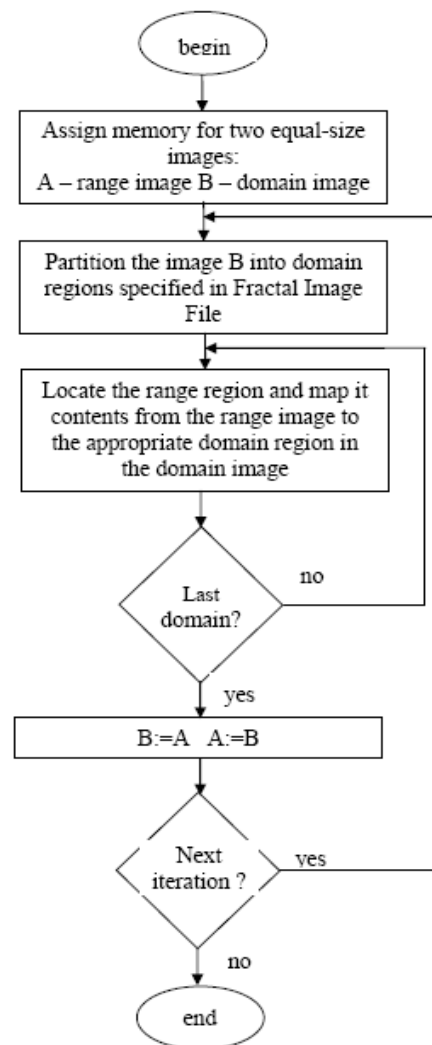 begin
Assign memory for two equal-size
images:
A – range image B – domain image
Partition the image B into domain
regions specified in Fractal Image
File
Locate the range region and map it
contents from the range image to
the appropriate domain region in
the domain image
no
Last
domain?
yes
B:=A A:=B
Next
iteration ?
yes
no
end